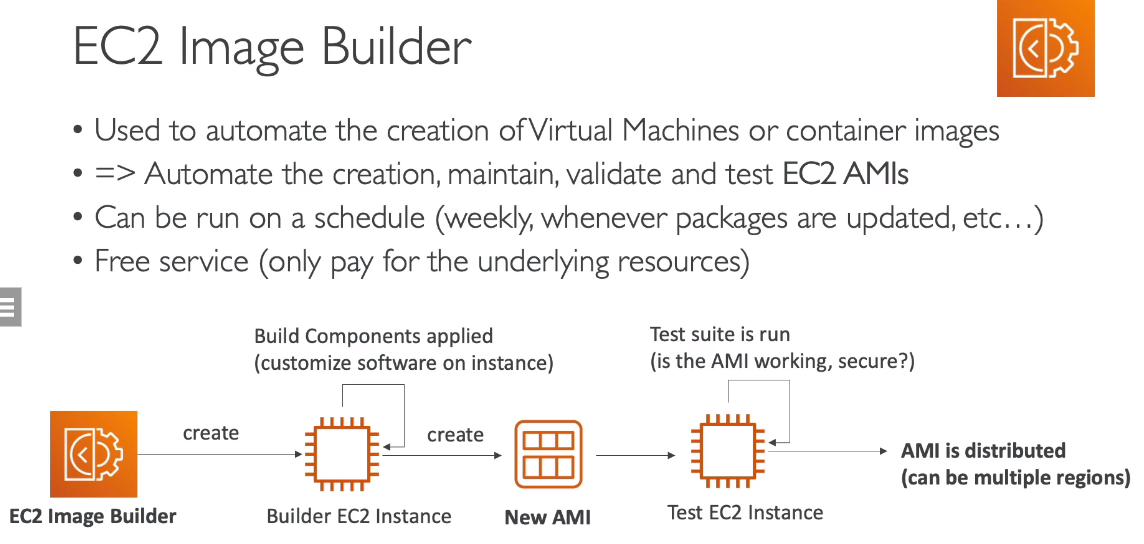 EC2 Image Builder
• Used to automate the creation of Virtual Machines or container images
• => Automate the creation, maintain, validate and test EC2 AMIs
• Can be run on a schedule (weekly, whenever packages are updated, etc…)
• Free service (only pay for the underlying resources)
Build Components applied
(customize software on instance)
Test suite is run
(is the AMI working, secure?)
create
create
AMI is distributed
(can be multiple regions)
EC2 Image Builder
Builder EC2 Instance
New AMI
Test EC2 Instance